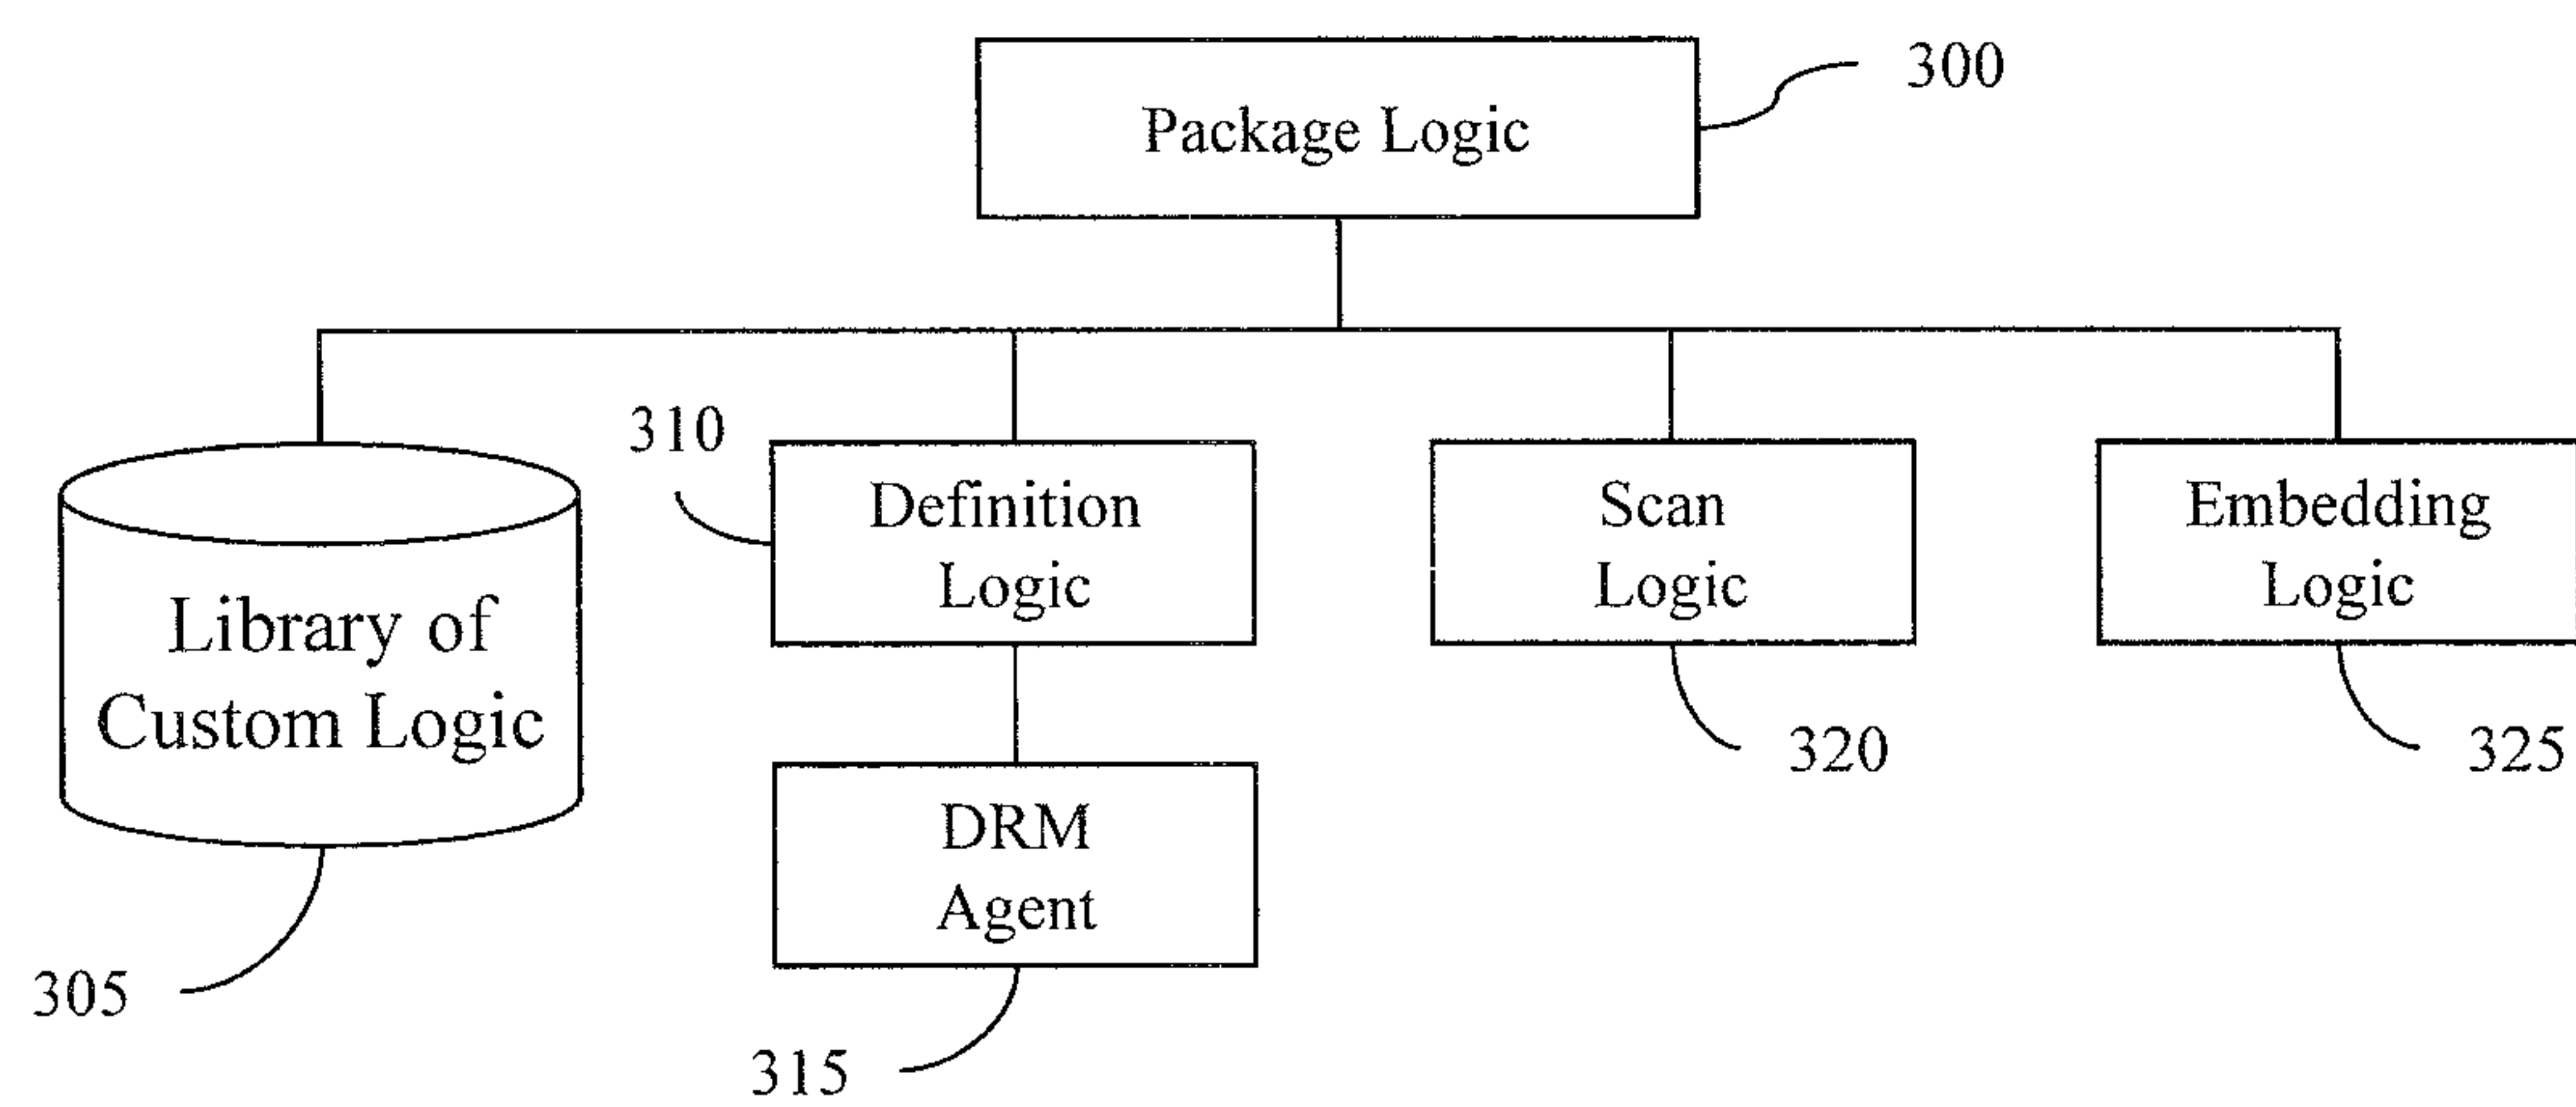 300
Package Logic
310
Definition
Logic
Scan
Logic
Embedding
Logic
Library of
Custom Logic
320
325
DRM
Agent
305
315